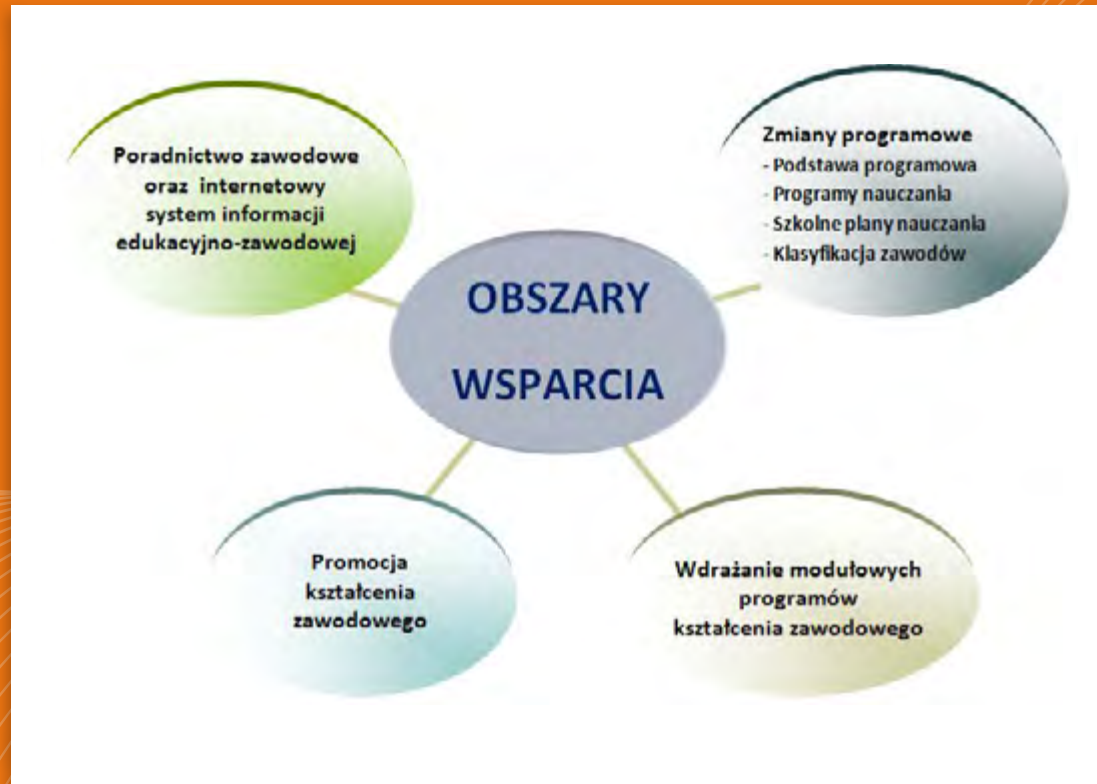 Poradnictwo zawodowe
oraz internetowy
system informacji
edukacyjno-zawodowej
Zmiany programowe
- Podstawa programowa
- Programy nauczania
- Szkolne plany nauczania
- Klasyfikacja zawodów
OBSZARY
WSPARCIA
Promocja
kształcenia
zawodowego
Wdrażanie modułowych
programów
kształcenia zawodowego